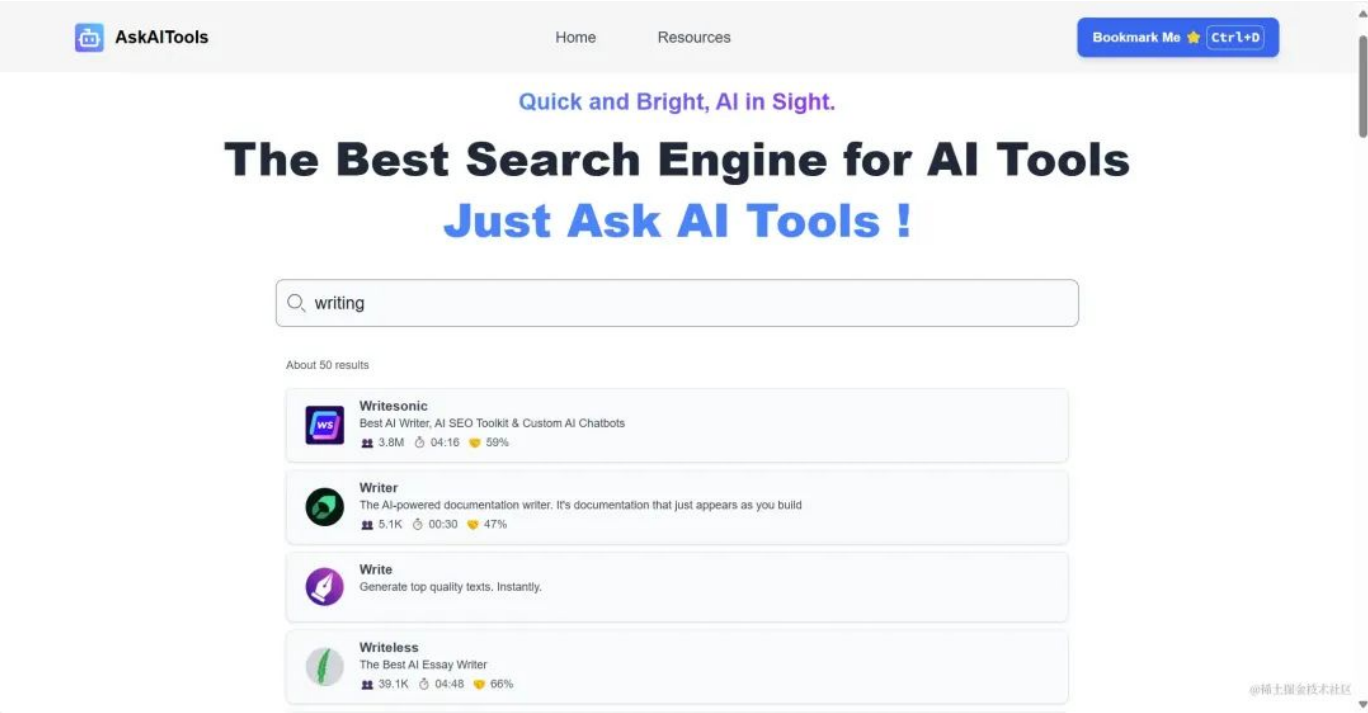 AskAITools
Home
Resources
Bookmark Me ⭐ Ctrl+D
Quick and Bright, AI in Sight.
The Best Search Engine for AI Tools
Just Ask AI Tools !
writing
About 50 results
Writesonic
Best AI Writer, AI SEO Toolkit & Custom AI Chatbots
3.8M 04:16 59%
Writer
The AI-powered documentation writer. It's documentation that just appears as you build
5.1K 00:30 47%
Write
Generate top quality texts. Instantly.
Writeless
The Best AI Essay Writer
39.1K 04:48 66%
WS
@稀土掘金技术社区